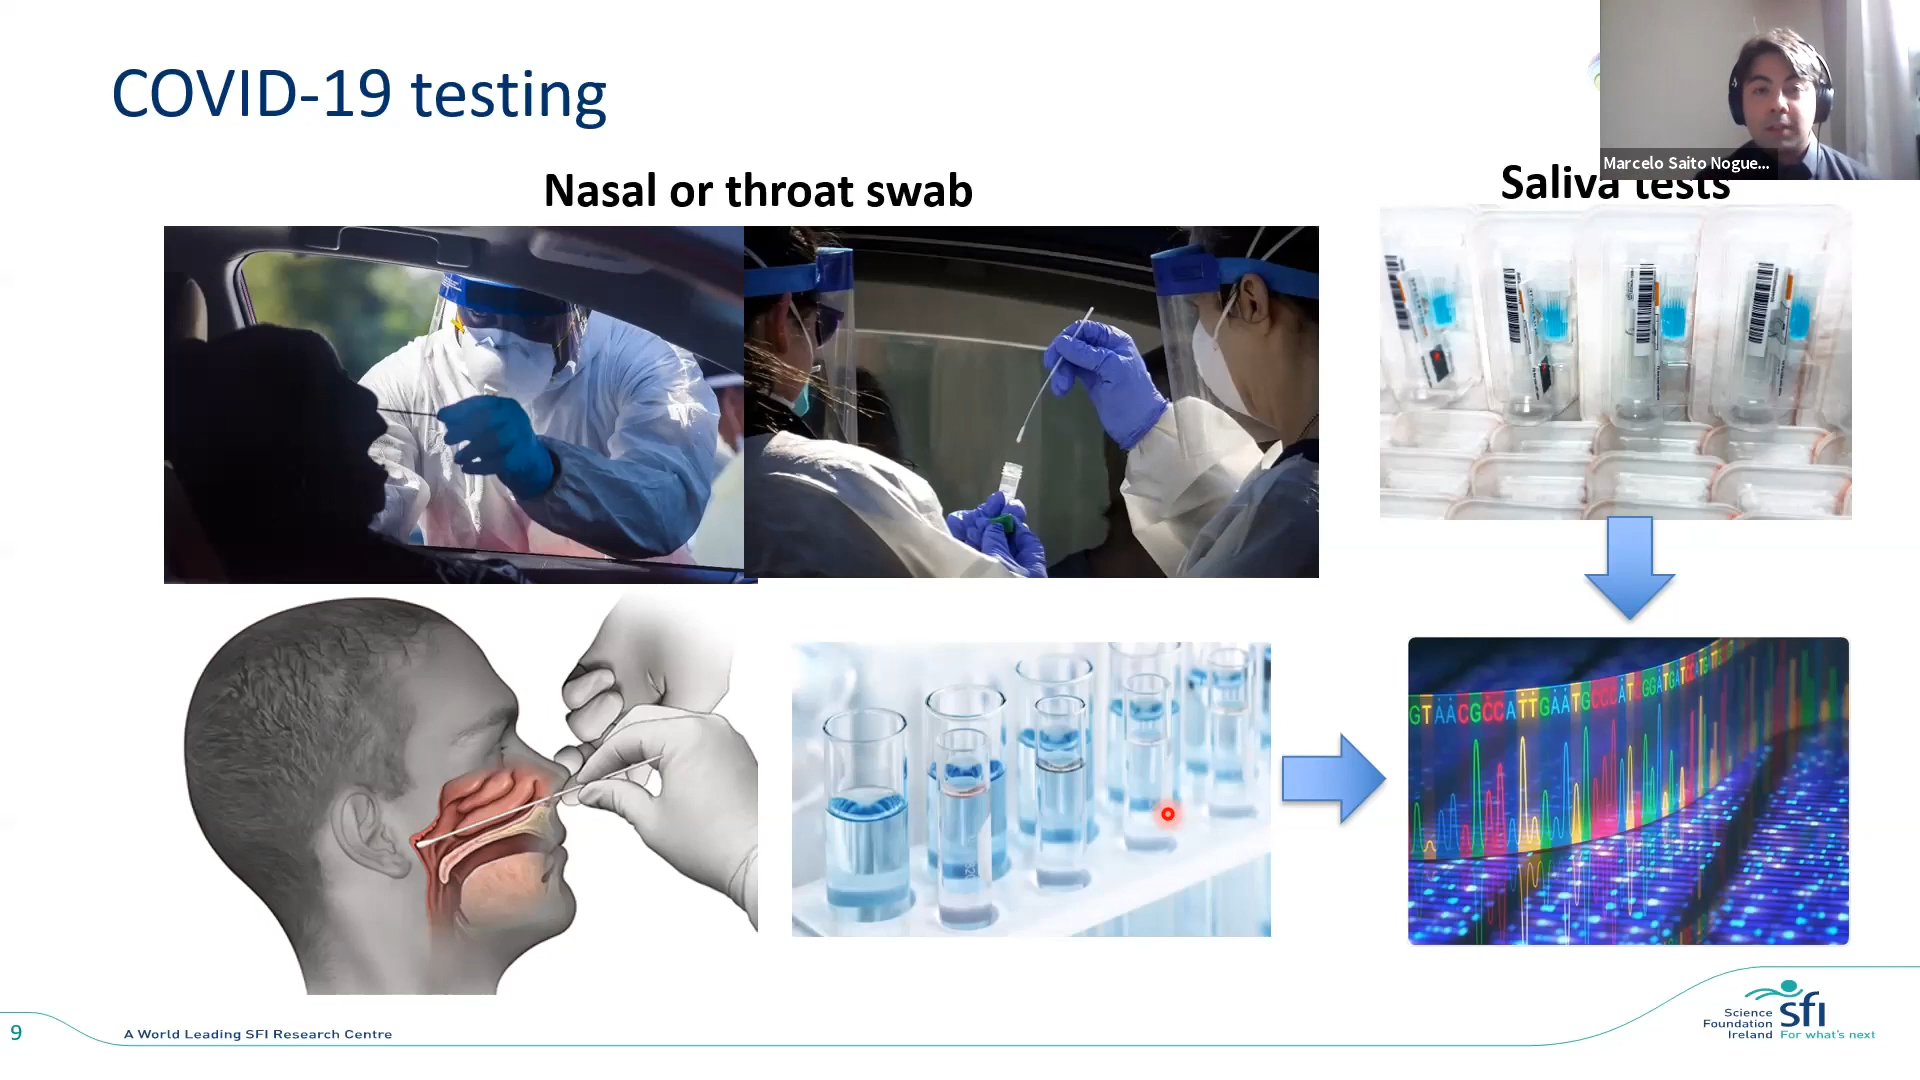 COVID-19 testing
Marcelo Saito Nogue...
Nasal or throat swab
Saliva tests
GTAACGCCATTGAATGCCCAT
9
A World Leading SFI Research Centre
Science
Foundation
Ireland
sfi
For what's next